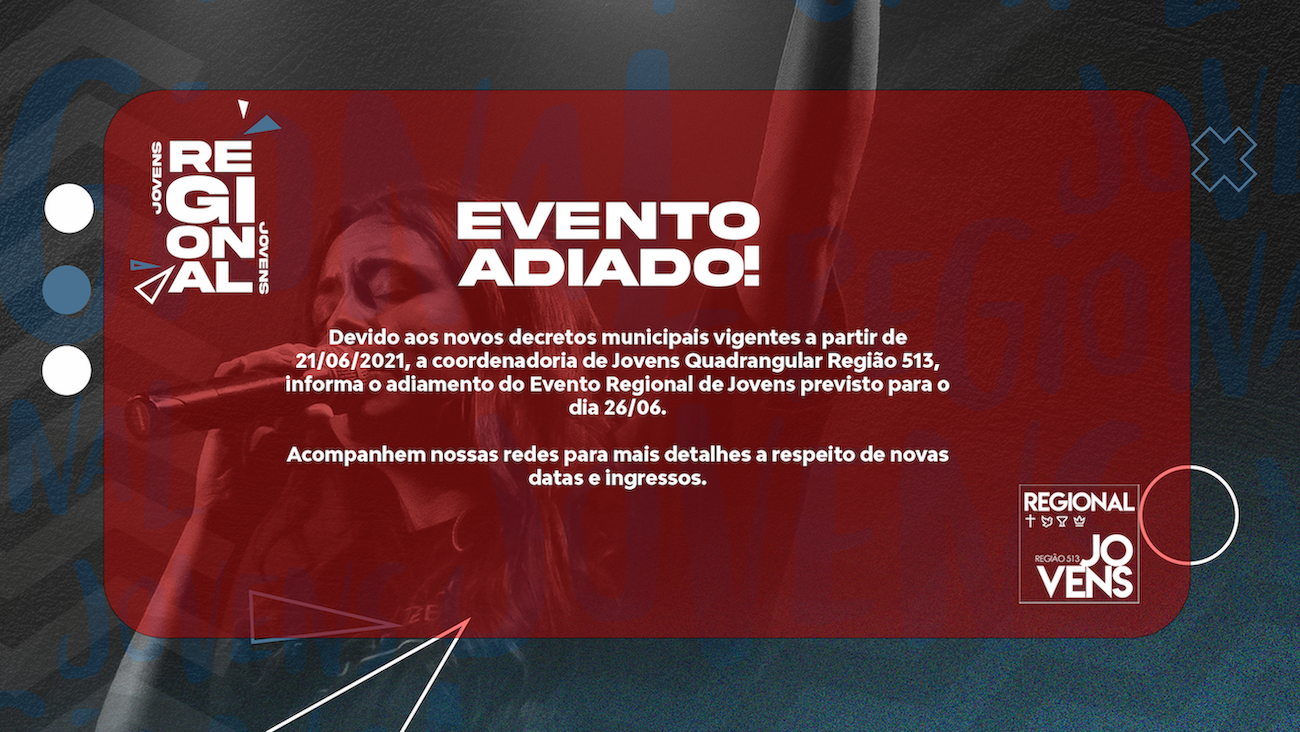 JOVENS
RE
GI
ON
AL
JOVENS
EVENTO
ADIADO!
Devido aos novos decretos municipais vigentes a partir de
21/06/2021, a coordenadoria de Jovens Quadrangular Região 513,
informa o adiamento do Evento Regional de Jovens previsto para o
dia 26/06.
Acompanhem nossas redes para mais detalhes a respeito de novas
datas e ingressos.
REGIONAL
REGIÃO 513
JO
VENS